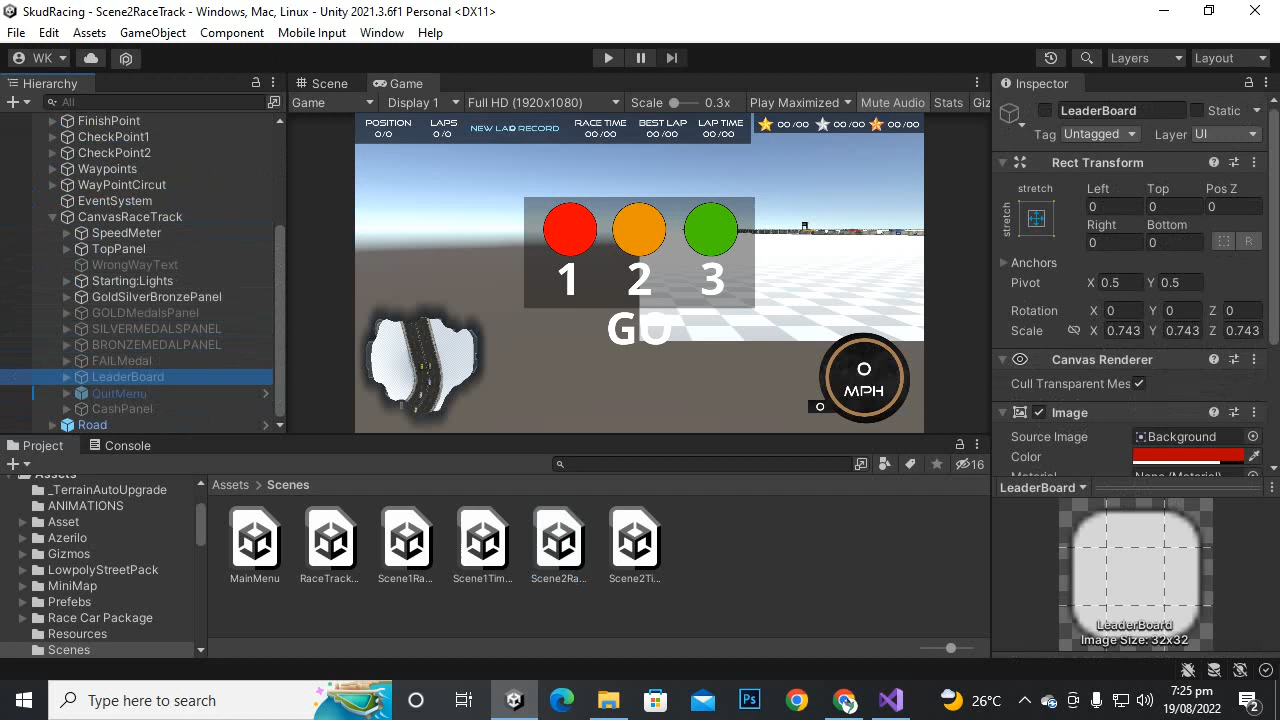 SkudRacing - Scene2RaceTrack - Windows, Mac, Linux - Unity 2021.3.6f1 Personal <DX11>
File Edit Assets GameObject Component Mobile Input Window Help
WK Layers Layout
Hierarchy
All
FinishPoint
CheckPoint1
CheckPoint2
Waypoints
WayPointCircut
EventSystem
CanvasRaceTrack
SpeedMeter
TopPanel
WrongWayText
Starting:Lights
GoldSilverBronzePanel
GOLDMedalsPanel
SILVERMEDALSPANEL
BRONZEMEDALPANEL
FAILMedal
LeaderBoard
QuitMenu
CashPanel
Road
Scene Game
Game Display 1 Full HD (1920x1080) Scale 0.3x Play Maximized Mute Audio Stats Giz
POSITION LAPS RACE TIME BEST LAP LAP TIME
NEW LAP RECORD
0/0 0/0 00 /00 00 /00 00 /00
00 /00 00 /00 00 /00
1 2 3
GO
0
MPH
0
Inspector
LeaderBoard Static
Tag Untagged Layer UI
Rect Transform
stretch Left Top Pos Z
stretch 0 0 0
Right Bottom
0 0 R
Anchors
Pivot X 0.5 Y 0.5
Rotation X 0 Y 0 Z 0
Scale X 0.743 Y 0.743 Z 0.743
Canvas Renderer
Cull Transparent Mes
Image
Source Image Background
Color
Material None (Material)
LeaderBoard
LeaderBoard
Image Size: 32x32
Project Console
16
Assets
_TerrainAutoUpgrade
ANIMATIONS
Asset
Azerilo
Gizmos
LowpolyStreetPack
MiniMap
Prefebs
Race Car Package
Resources
Scenes
Assets > Scenes
MainMenu RaceTrack... Scene1Ra... Scene1Tim... Scene2Ra... Scene2Ti...
Type here to search
Ps
26°C
7:25 pm
19/08/2022
2